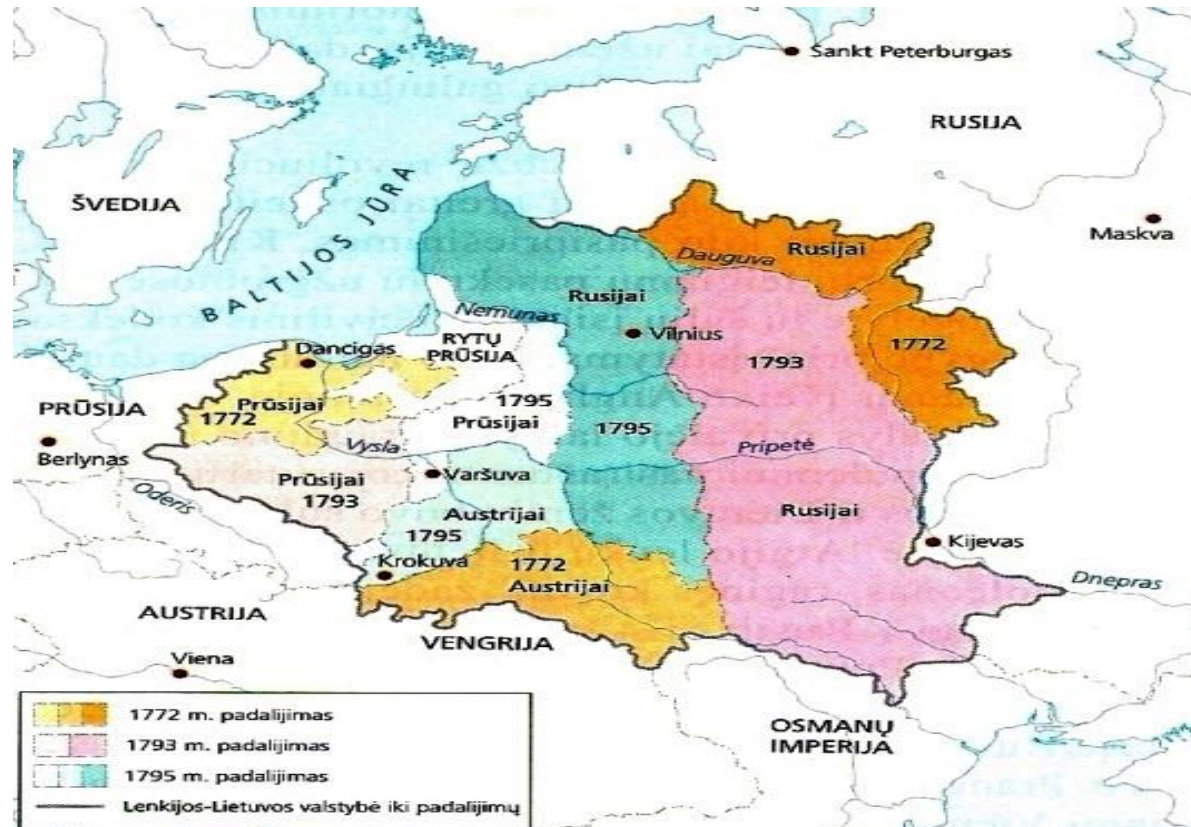 Sankt Peterburgas
RUSIJA
ŠVEDIJA
BALTIJOS JŪRA
Maskva
Rusijai
Dauguva
Rusijai
Nemunas
Vilnius
RYTŲ
PRŪSIJA
Dancigas
1772
1793
PRŪSIJA
Prūsijai
1772
1795
Prūsijai
1795
Berlynas
Vysla
Pripetė
Oderis
Prūsijai
1793
Varšuva
Austrijai
1795
Rusijai
Kijevas
Krokuva
1772
Austrijai
Dnepras
AUSTRIJA
VENGRIJA
Viena
OSMANŲ
IMPERIJA
1772 m. padalijimas
1793 m. padalijimas
1795 m. padalijimas
Lenkijos-Lietuvos valstybė iki padalijimų